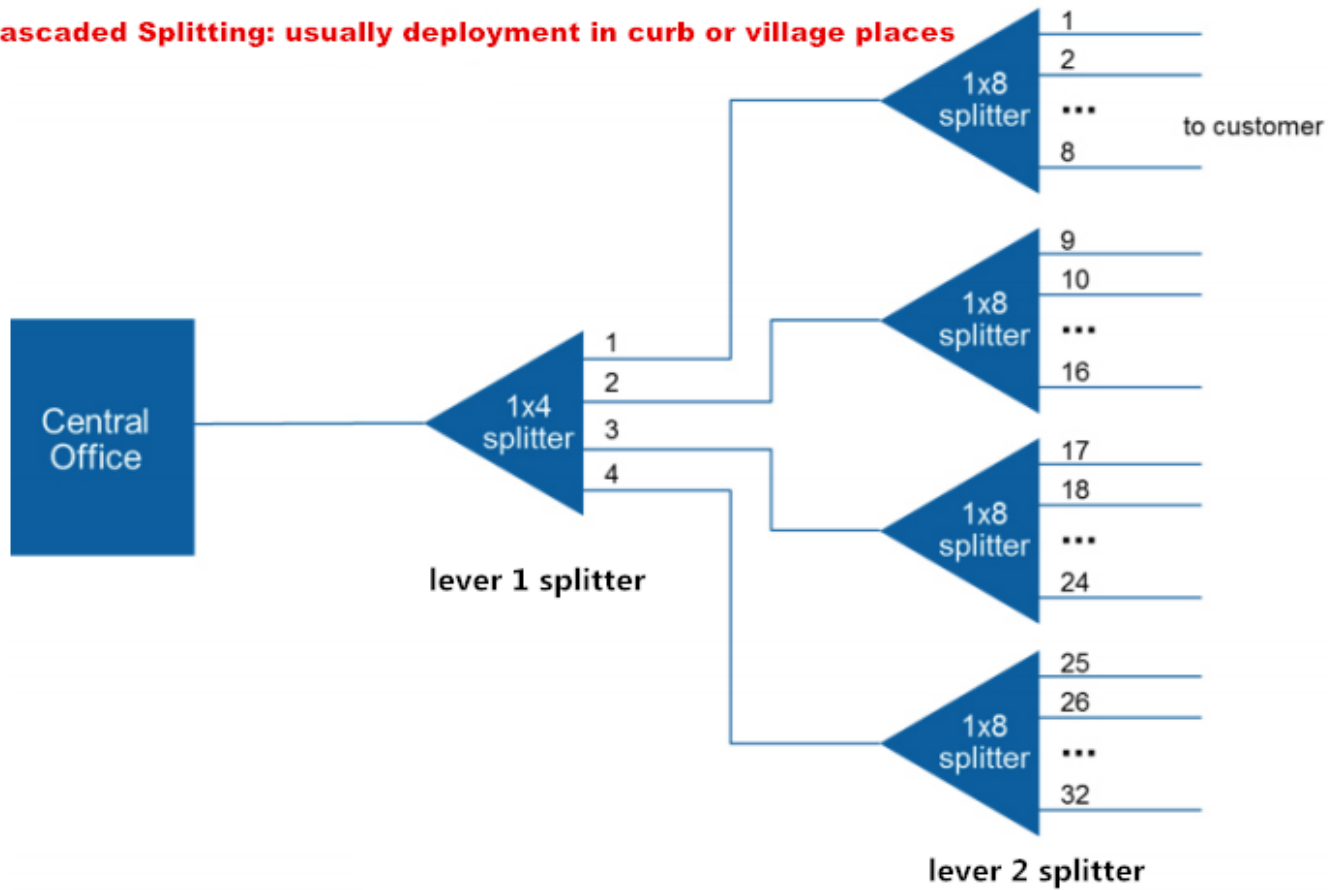 ascaded Splitting: usually deployment in curb or village places
1
2
...
8
1x8
splitter
to customer
9
10
...
16
1x8
splitter
Central
Office
1x4
splitter
1
2
3
4
17
18
...
24
1x8
splitter
lever 1 splitter
25
26
...
32
1x8
splitter
lever 2 splitter